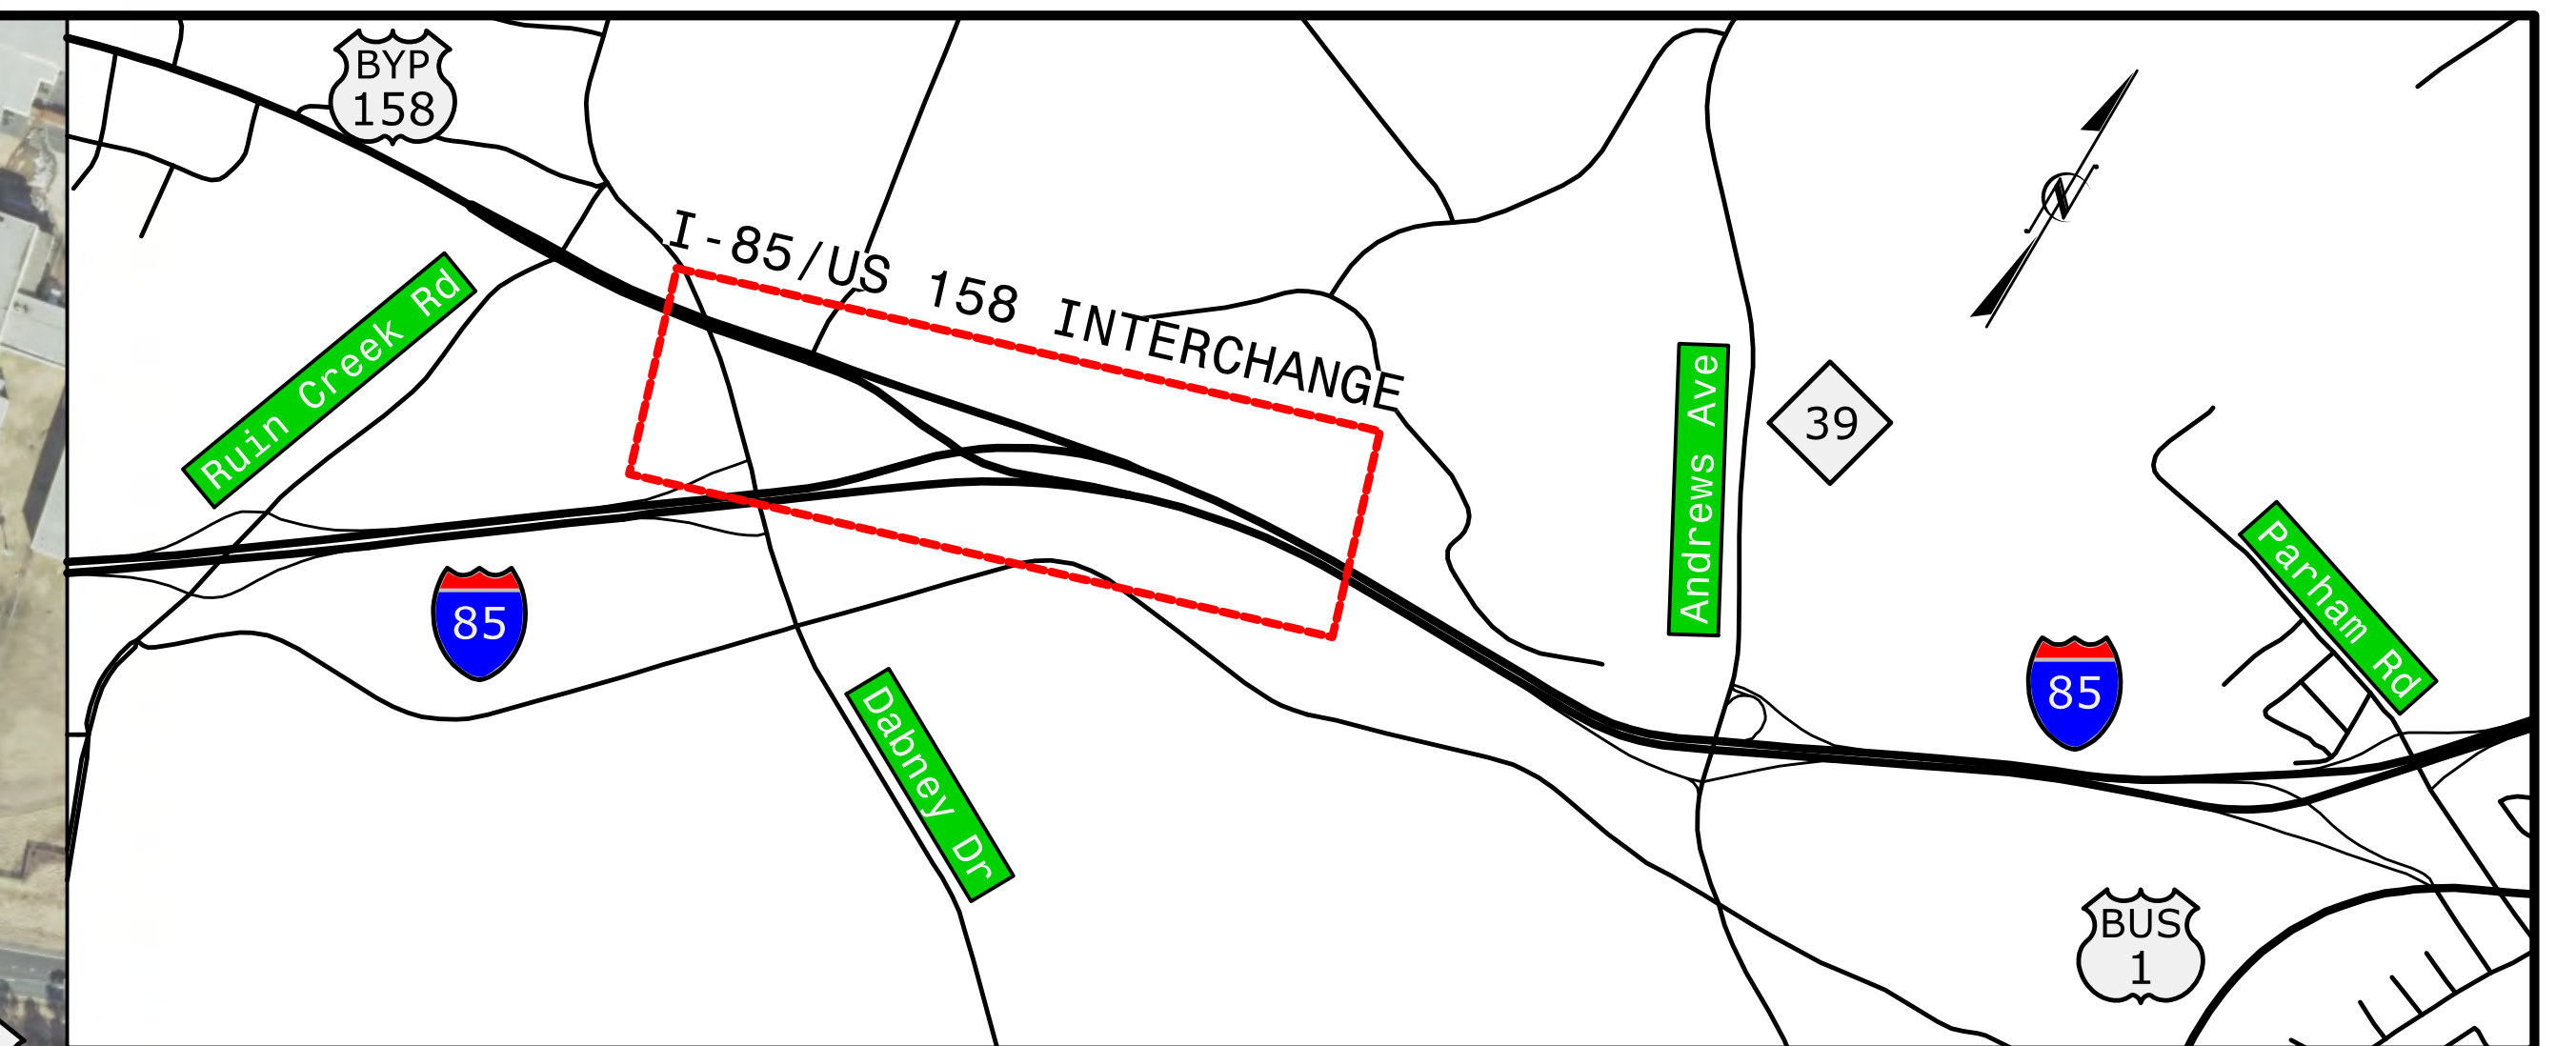 BYP
158
I-85/US 158 INTERCHANGE
Ruin Creek Rd
Andrews Ave
39
N
Parham Rd
85
85
Dabney Dr
BUS
1